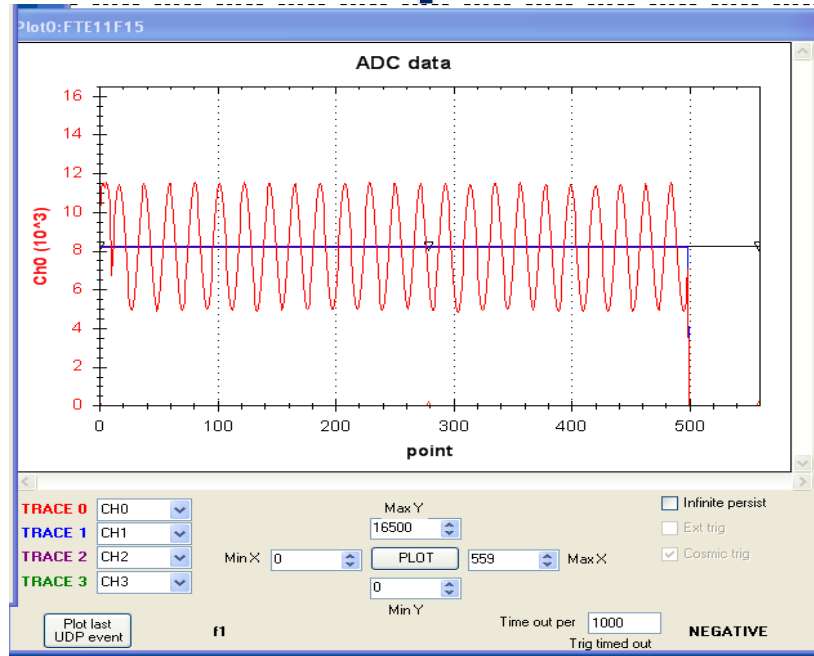 Plot0:FTE11F15
ADC data
Ch0 (10^3)
16
14
12
10
8
6
4
2
0
0 100 200 300 400 500
point
TRACE 0 CH0
TRACE 1 CH1
TRACE 2 CH2
TRACE 3 CH3
Max Y
16500
Min X 0 PLOT 559 Max X
0
Min Y
Infinite persist
Ext trig
Cosmic trig
Plot last
UDP event
f1
Time out per 1000
Trig timed out
NEGATIVE